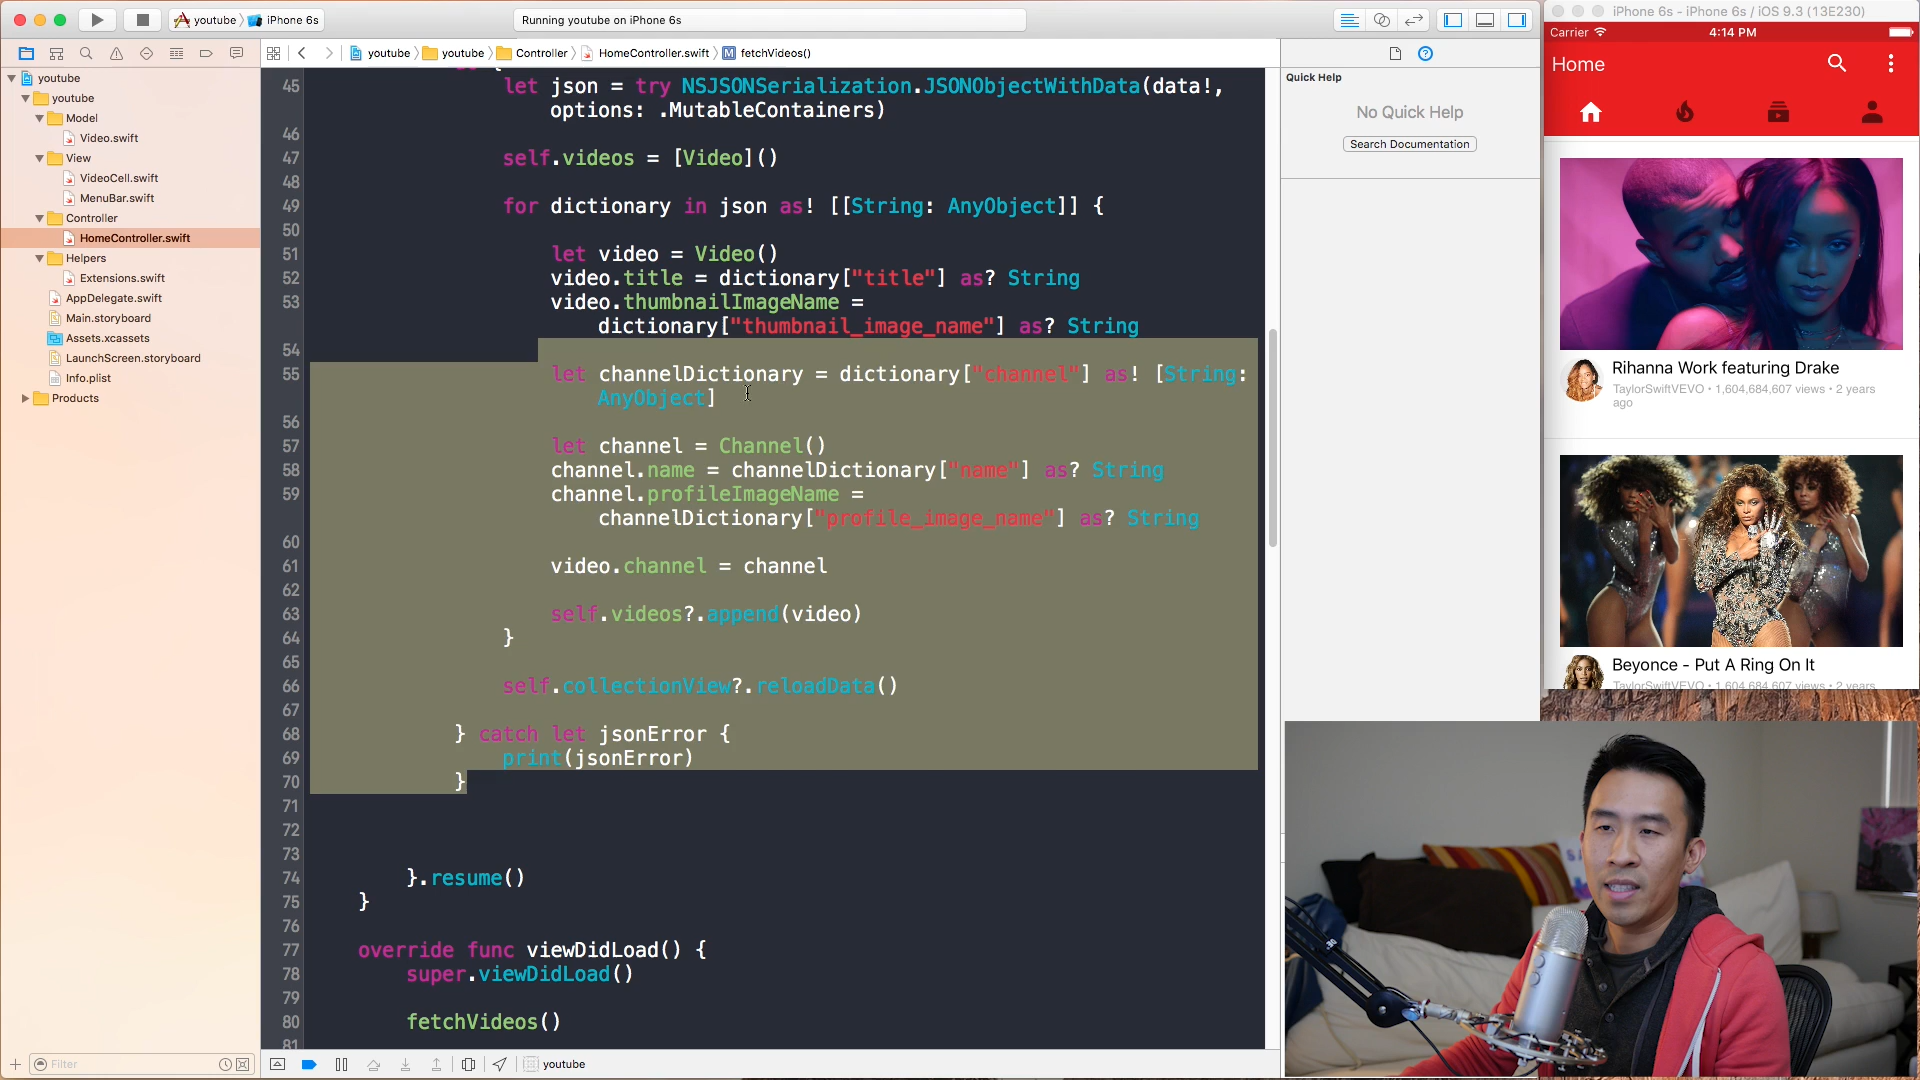 youtube
iPhone 6s
Running youtube on iPhone 6s
iPhone 6s - iPhone 6s / iOS 9.3 (13E230)
youtube
youtube
Controller
HomeController.swift
M
fetchVideos()
youtube
youtube
Model
Video.swift
View
VideoCell.swift
MenuBar.swift
Controller
HomeController.swift
Helpers
Extensions.swift
AppDelegate.swift
Main.storyboard
Assets.xcassets
LaunchScreen.storyboard
Info.plist
Products
Filter
45 let json = try NSJSONSerialization.JSONObjectWithData(data!,
options: .MutableContainers)
46
47 self.videos = [Video]()
48
49 for dictionary in json as! [[String: AnyObject]] {
50
51 let video = Video()
52 video.title = dictionary["title"] as? String
53 video.thumbnailImageName =
dictionary["thumbnail_image_name"] as? String
54
55 let channelDictionary = dictionary["channel"] as! [String:
AnyObject]
56
57 let channel = Channel()
58 channel.name = channelDictionary["name"] as? String
59 channel.profileImageName =
channelDictionary["profile_image_name"] as? String
60
61 video.channel = channel
62
63 self.videos?.append(video)
64 }
65
66 self.collectionView?.reloadData()
67
68 } catch let jsonError {
69 print(jsonError)
70 }
71
72
73
74 }.resume()
75 }
76
77 override func viewDidLoad() {
78 super.viewDidLoad()
79
80 fetchVideos()
81
youtube
Quick Help
No Quick Help
Search Documentation
Carrier
4:14 PM
Home
Rihanna Work featuring Drake
TaylorSwiftVEVO • 1,604,684,607 views • 2 years
ago
Beyonce - Put A Ring On It
TaylorSwiftVEVO • 1,604,684,607 views • 2 years